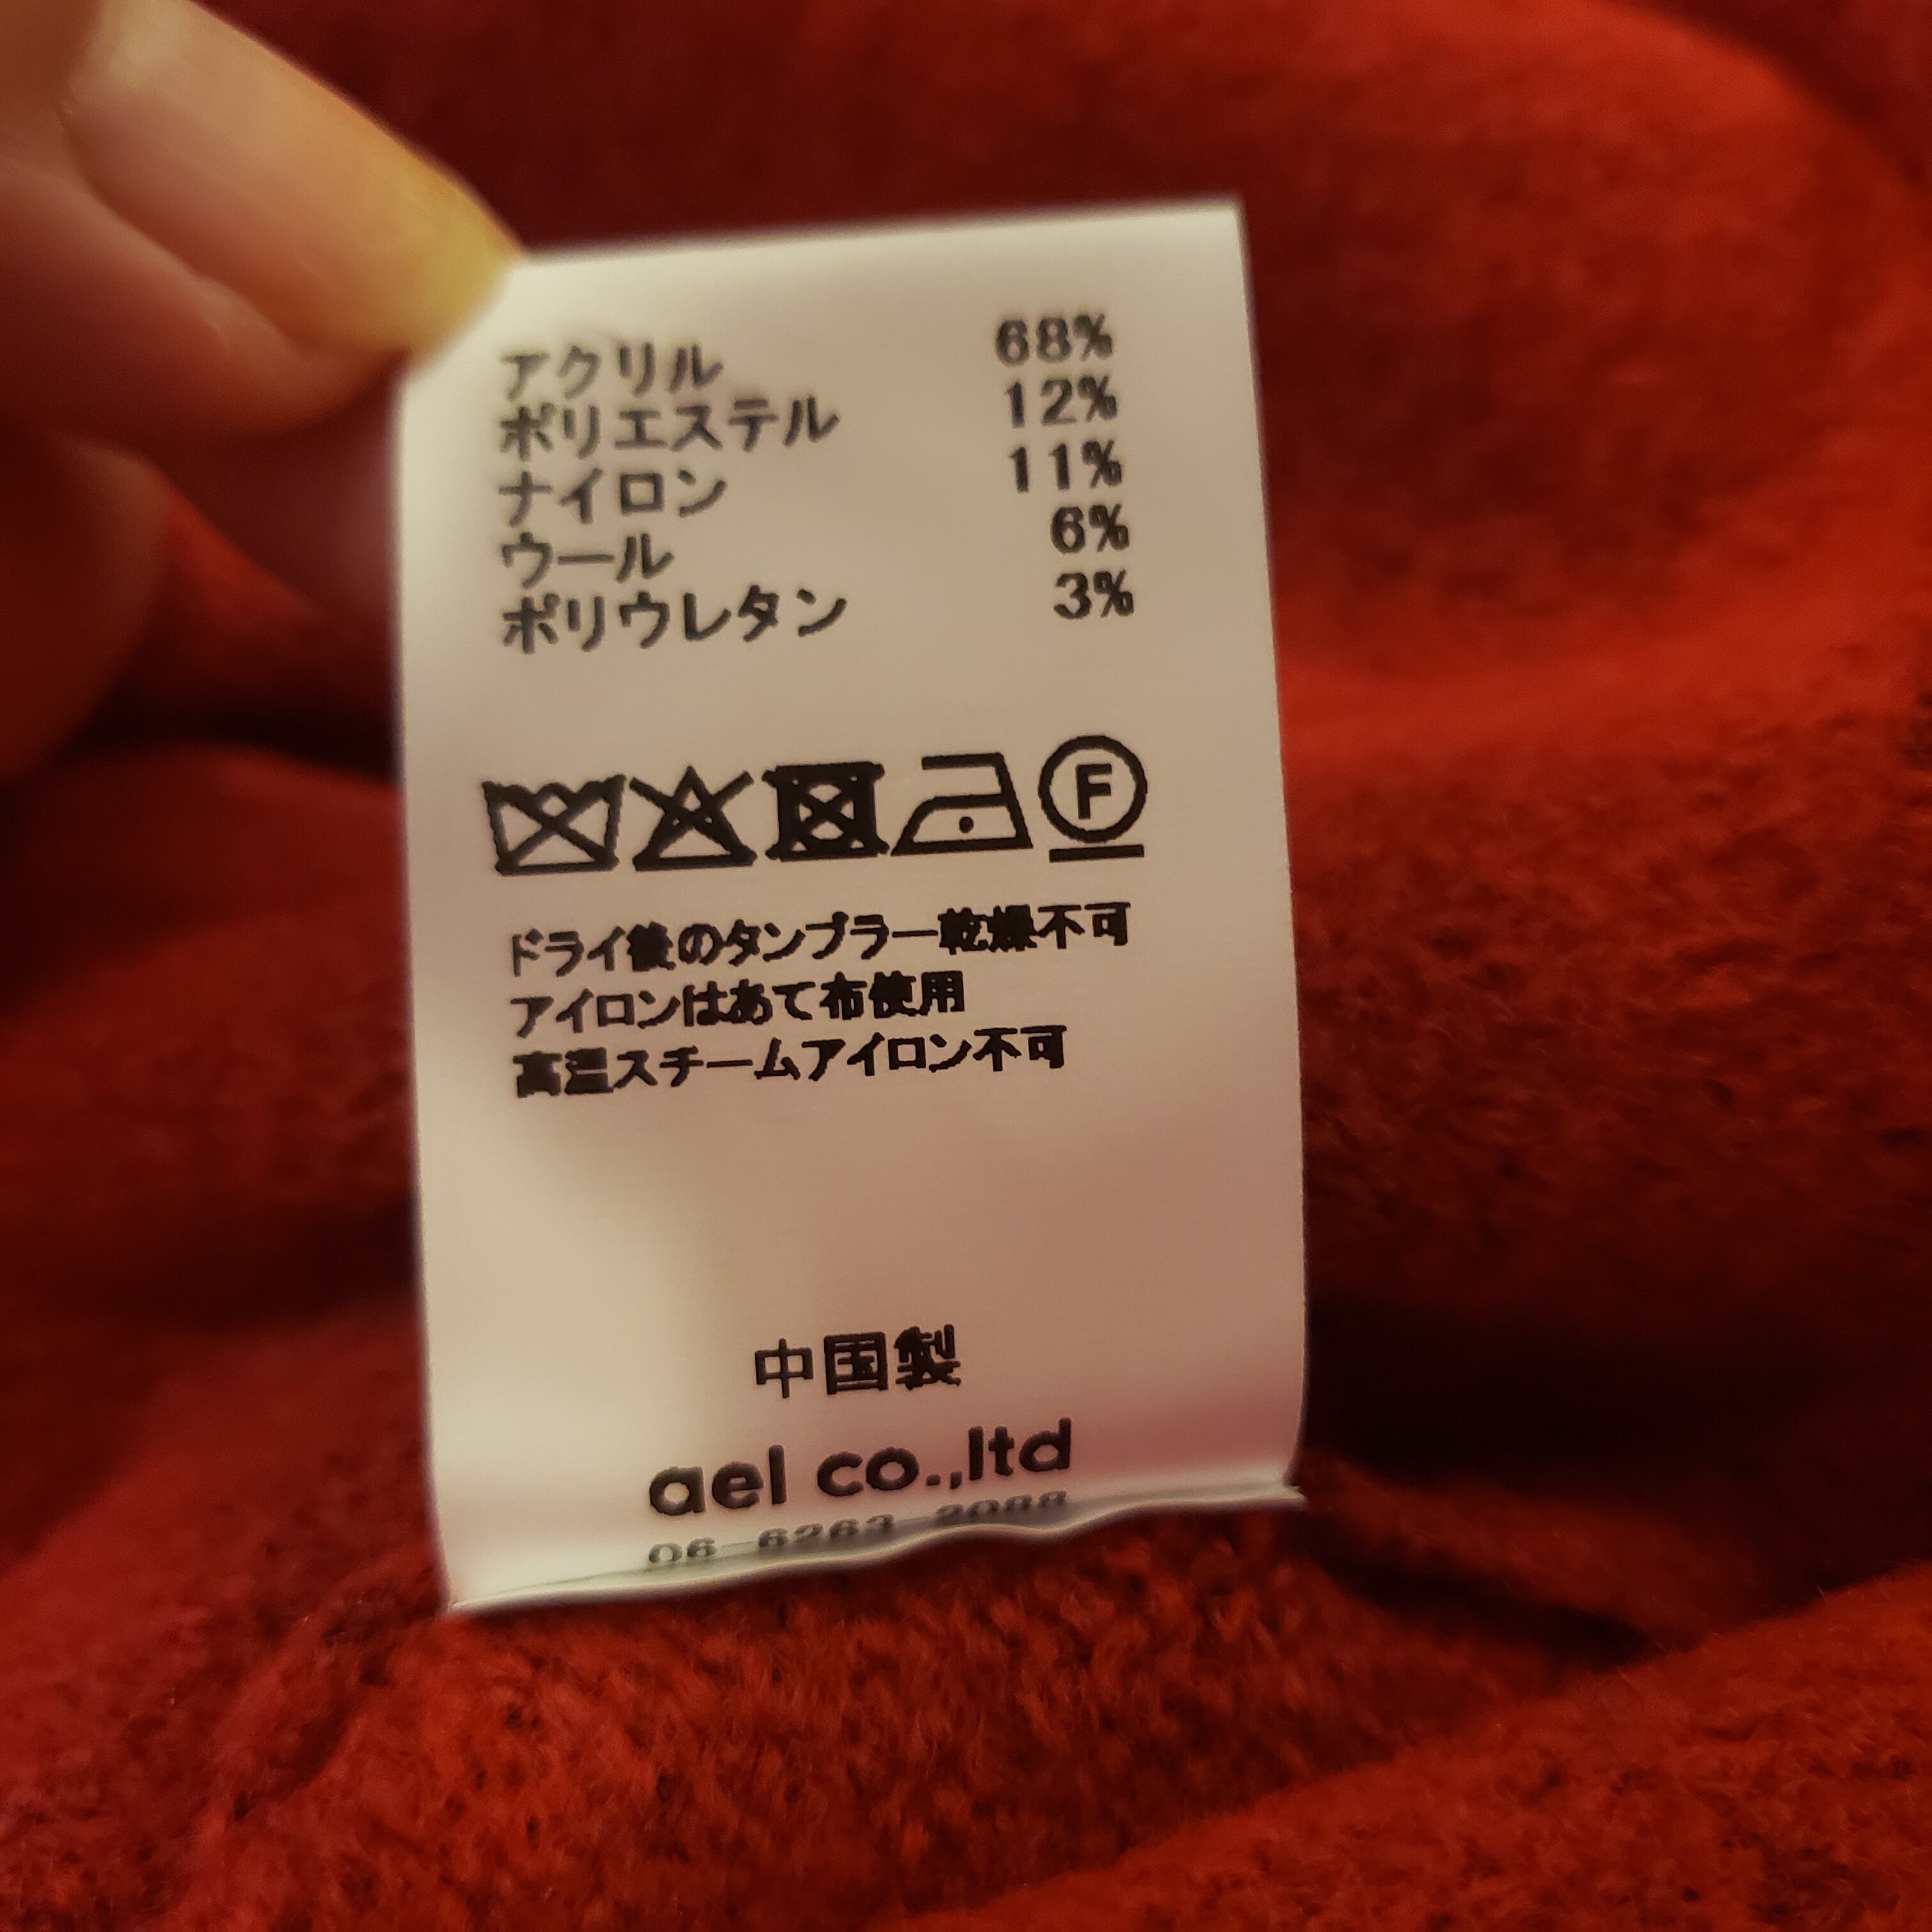 アクリル 68%
ポリエステル 12%
ナイロン 11%
ウール 6%
ポリウレタン 3%
F
ドライ後のタンブラー乾燥不可
アイロンはあて布使用
高温スチームアイロン不可
中国製
ael co.,ltd
06-6263-2088